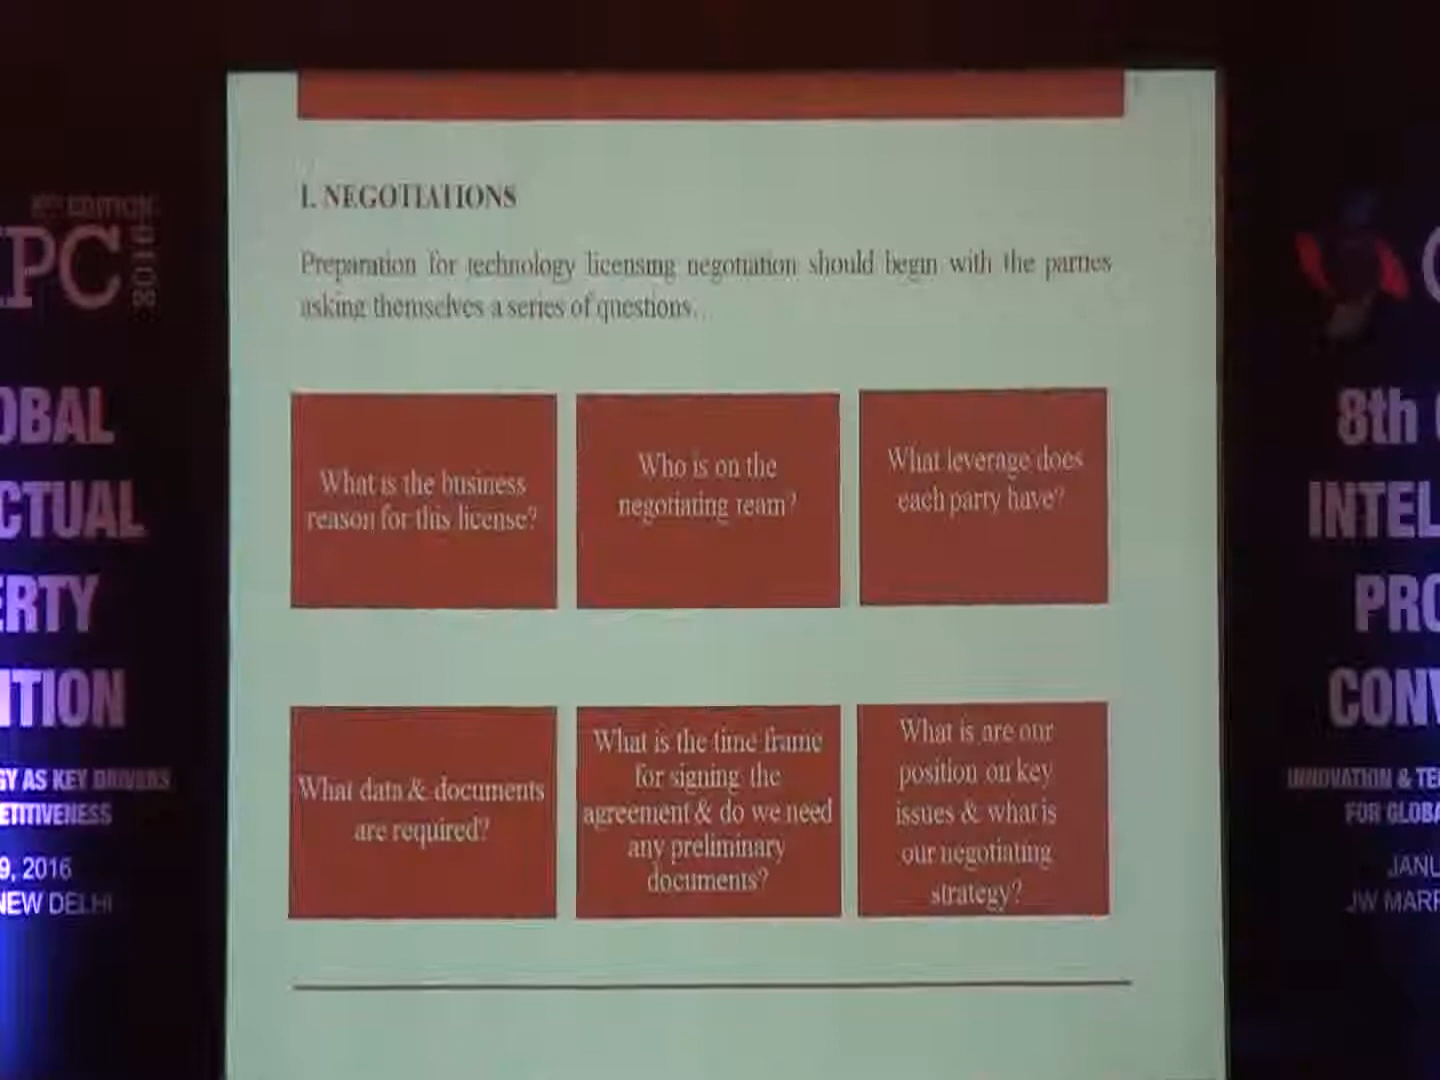 I. NEGOTIATIONS
Preparation for technology licensing negotiation should begin with the parties
asking themselves a series of questions...
What is the business
reason for this license?
Who is on the
negotiating team?
What leverage does
each party have?
What data & documents
are required?
What is the time frame
for signing the
agreement & do we need
any preliminary
documents?
What is are our
position on key
issues & what is
our negotiating
strategy?
EDITION
IPC
2016
OBAL
CTUAL
ERTY
NTION
GY AS KEY DRIVERS
ETITIVENESS
9, 2016
NEW DELHI
8th
INTEL
PRO
CONV
INNOVATION & TE
FOR GLOBA
JANU
JW MARR